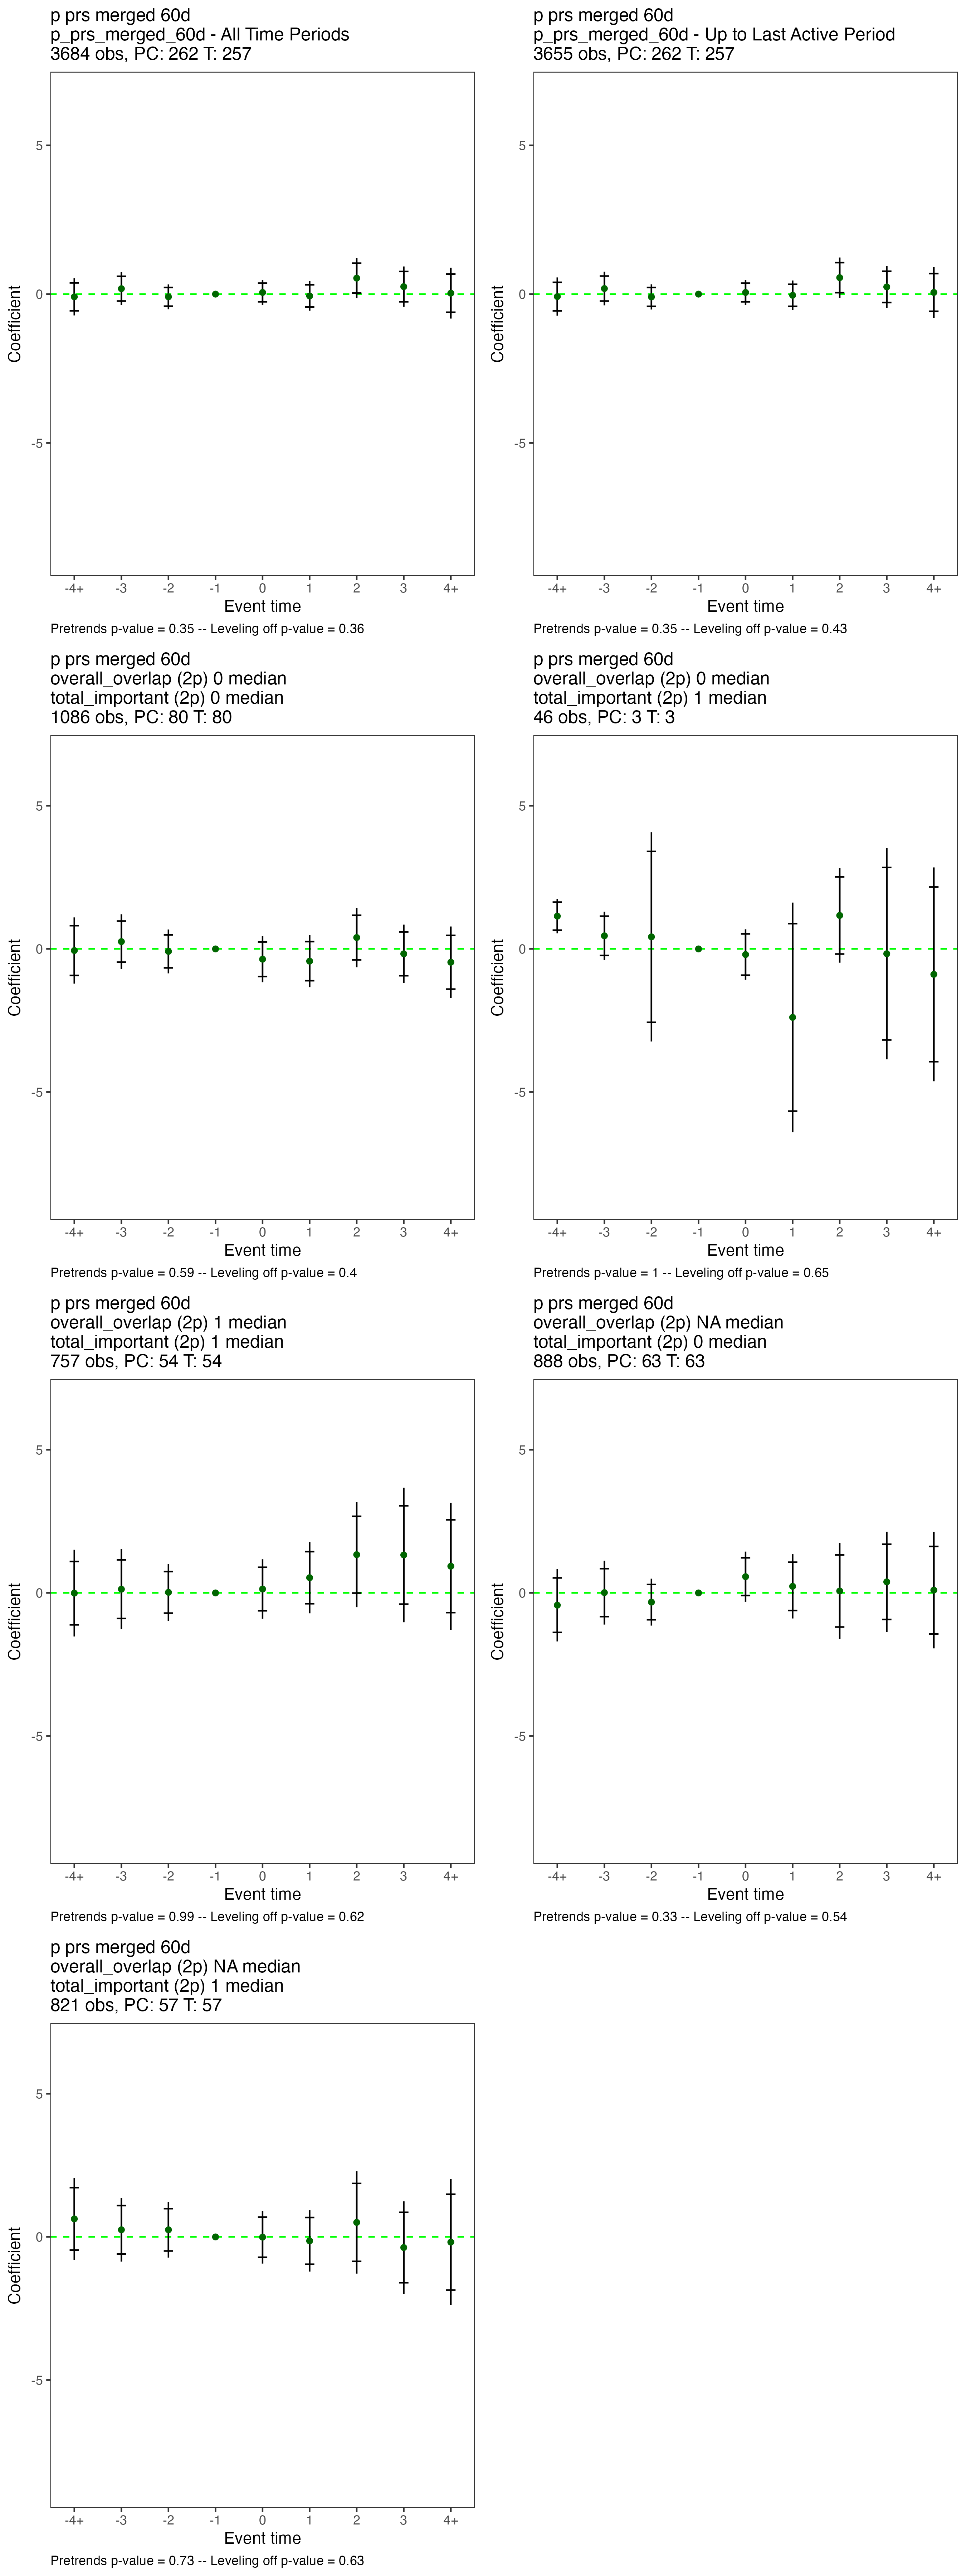 p prs merged 60d
p_prs_merged_60d - All Time Periods
3684 obs, PC: 262 T: 257
Coefficient
5
0
-5
-4+ -3 -2 -1 0 1 2 3 4+
Event time
Pretrends p-value = 0.35 -- Leveling off p-value = 0.36
p prs merged 60d
p_prs_merged_60d - Up to Last Active Period
3655 obs, PC: 262 T: 257
Coefficient
5
0
-5
-4+ -3 -2 -1 0 1 2 3 4+
Event time
Pretrends p-value = 0.35 -- Leveling off p-value = 0.43
p prs merged 60d
overall_overlap (2p) 0 median
total_important (2p) 0 median
1086 obs, PC: 80 T: 80
Coefficient
5
0
-5
-4+ -3 -2 -1 0 1 2 3 4+
Event time
Pretrends p-value = 0.59 -- Leveling off p-value = 0.4
p prs merged 60d
overall_overlap (2p) 0 median
total_important (2p) 1 median
46 obs, PC: 3 T: 3
Coefficient
5
0
-5
-4+ -3 -2 -1 0 1 2 3 4+
Event time
Pretrends p-value = 1 -- Leveling off p-value = 0.65
p prs merged 60d
overall_overlap (2p) 1 median
total_important (2p) 1 median
757 obs, PC: 54 T: 54
Coefficient
5
0
-5
-4+ -3 -2 -1 0 1 2 3 4+
Event time
Pretrends p-value = 0.99 -- Leveling off p-value = 0.62
p prs merged 60d
overall_overlap (2p) NA median
total_important (2p) 0 median
888 obs, PC: 63 T: 63
Coefficient
5
0
-5
-4+ -3 -2 -1 0 1 2 3 4+
Event time
Pretrends p-value = 0.33 -- Leveling off p-value = 0.54
p prs merged 60d
overall_overlap (2p) NA median
total_important (2p) 1 median
821 obs, PC: 57 T: 57
Coefficient
5
0
-5
-4+ -3 -2 -1 0 1 2 3 4+
Event time
Pretrends p-value = 0.73 -- Leveling off p-value = 0.63